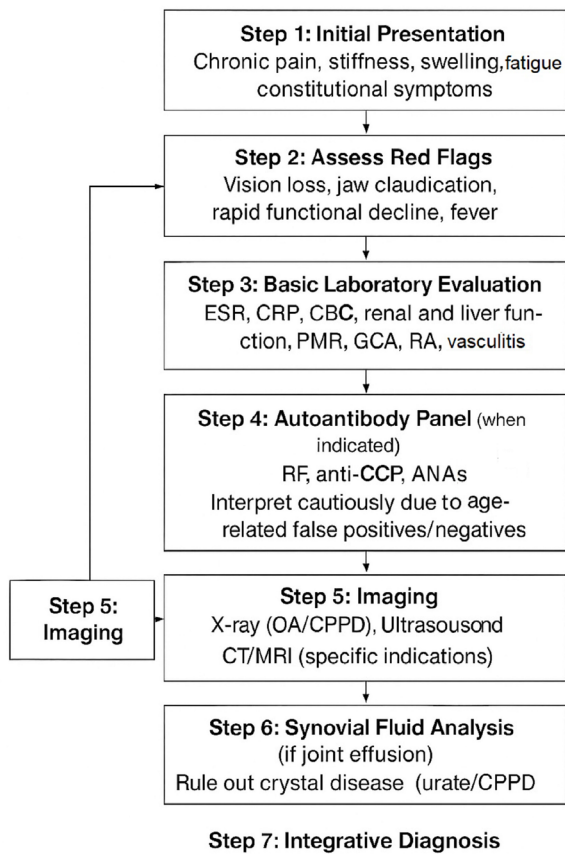 Step 1: Initial Presentation
Chronic pain, stiffness, swelling, fatigue
constitutional symptoms
Step 2: Assess Red Flags
Vision loss, jaw claudication,
rapid functional decline, fever
Step 3: Basic Laboratory Evaluation
ESR, CRP, CBC, renal and liver fun-
ction, PMR, GCA, RA, vasculitis
Step 4: Autoantibody Panel (when
indicated)
RF, anti-CCP, ANAs
Interpret cautiously due to age-
related false positives/negatives
Step 5:
Imaging
Step 5: Imaging
X-ray (OA/CPPD), Ultrasousond
CT/MRI (specific indications)
Step 6: Synovial Fluid Analysis
(if joint effusion)
Rule out crystal disease (urate/CPPD
Step 7: Integrative Diagnosis